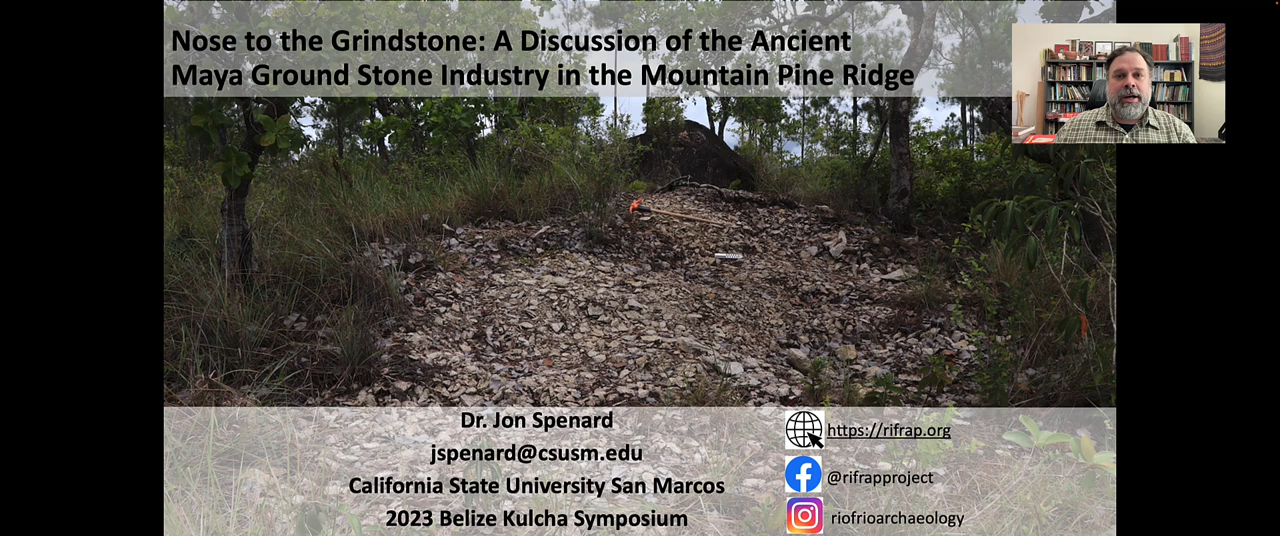 Nose to the Grindstone: A Discussion of the Ancient
Maya Ground Stone Industry in the Mountain Pine Ridge
Dr. Jon Spenard
jspenard@csusm.edu
California State University San Marcos
2023 Belize Kulcha Symposium
https://rifrap.org
@rifrapproject
riofrioarchaeology